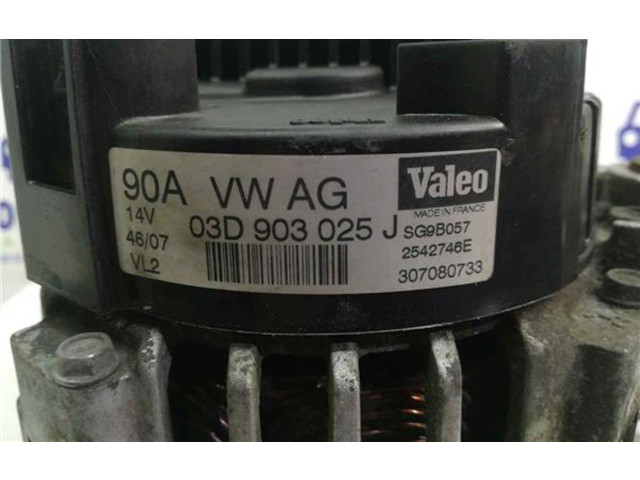 90A VW AG
14V
46/07
VL2
03D 903 025 J
Valeo
MADE IN FRANCE
SG9B057
2542746E
307080733